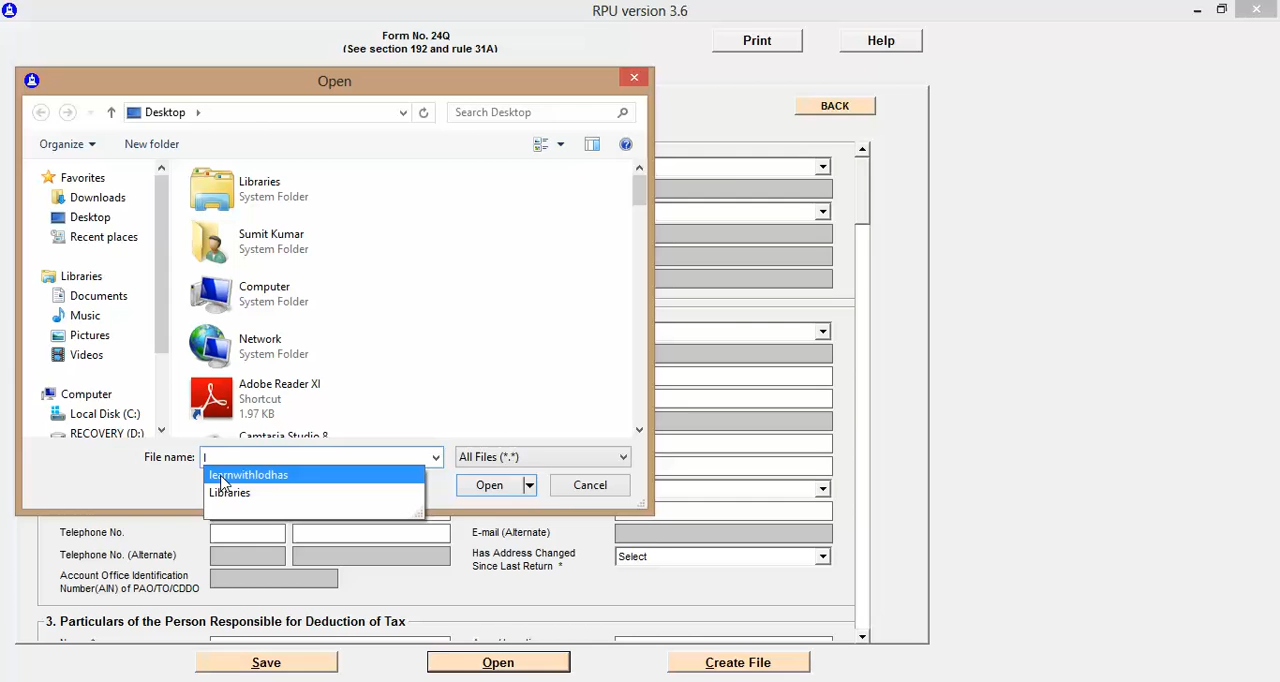 RPU version 3.6
Form No. 24Q
(See section 192 and rule 31A)
Print
Help
Open
Desktop
Search Desktop
BACK
Organize
New folder
Favorites
Downloads
Desktop
Recent places
Libraries
Documents
Music
Pictures
Videos
Computer
Local Disk (C:)
RECOVERY (D:)
Libraries
System Folder
Sumit Kumar
System Folder
Computer
System Folder
Network
System Folder
Adobe Reader XI
Shortcut
1.97 KB
Camtasia Studio 8
File name:
l
All Files (*.*)
learnwithlodhas
Libraries
Open
Cancel
Telephone No.
E-mail (Alternate)
Telephone No. (Alternate)
Has Address Changed
Since Last Return *
Select
Account Office Identification
Number(AIN) of PAO/TO/CDDO
3. Particulars of the Person Responsible for Deduction of Tax
Save
Open
Create File